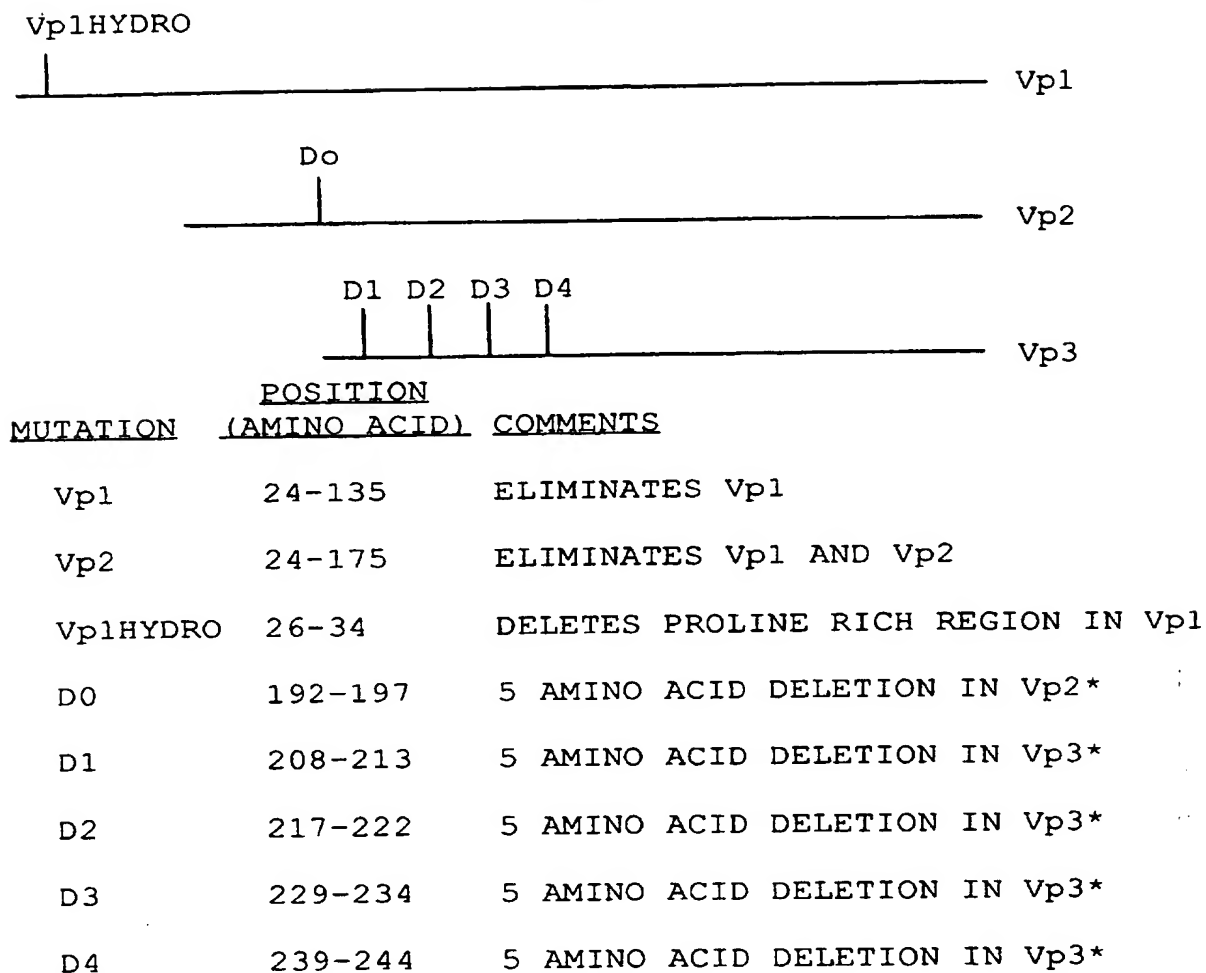 Vp1HYDRO
Vp1
Do
Vp2
D1 D2 D3 D4
Vp3
POSITION
MUTATION (AMINO ACID) COMMENTS
Vp1 24-135 ELIMINATES Vp1
Vp2 24-175 ELIMINATES Vp1 AND Vp2
Vp1HYDRO 26-34 DELETES PROLINE RICH REGION IN Vp1
D0 192-197 5 AMINO ACID DELETION IN Vp2*
D1 208-213 5 AMINO ACID DELETION IN Vp3*
D2 217-222 5 AMINO ACID DELETION IN Vp3*
D3 229-234 5 AMINO ACID DELETION IN Vp3*
D4 239-244 5 AMINO ACID DELETION IN Vp3*